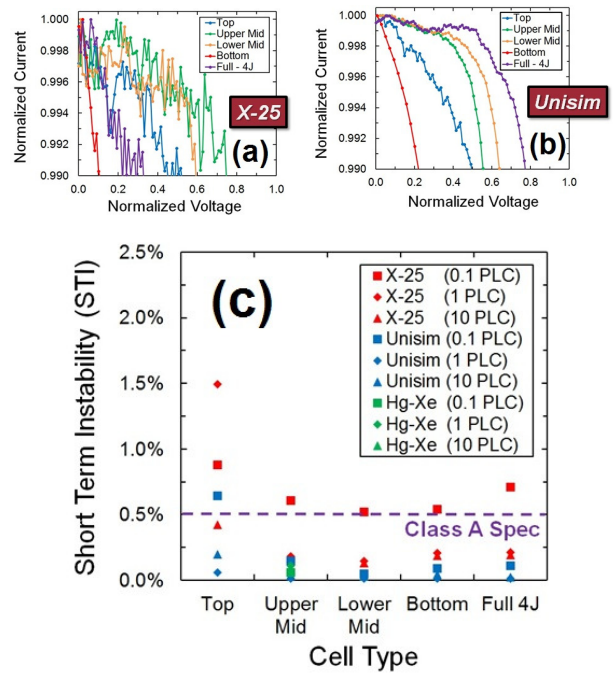 1.000
0.998
0.996
0.994
0.992
0.990
Normalized Current
Top
Upper Mid
Lower Mid
Bottom
Full - 4J
X-25
(a)
0.0 0.2 0.4 0.6 0.8 1.0
Normalized Voltage
1.000
0.998
0.996
0.994
0.992
0.990
Normalized Current
Top
Upper Mid
Lower Mid
Bottom
Full - 4J
Unisim
(b)
0.0 0.2 0.4 0.6 0.8 1.0
Normalized Voltage
2.5%
2.0%
1.5%
1.0%
0.5%
0.0%
Short Term Instability (STI)
(c)
X-25 (0.1 PLC)
X-25 (1 PLC)
X-25 (10 PLC)
Unisim (0.1 PLC)
Unisim (1 PLC)
Unisim (10 PLC)
Hg-Xe (0.1 PLC)
Hg-Xe (1 PLC)
Hg-Xe (10 PLC)
Class A Spec
Top Upper Lower Bottom Full 4J
Mid Mid
Cell Type